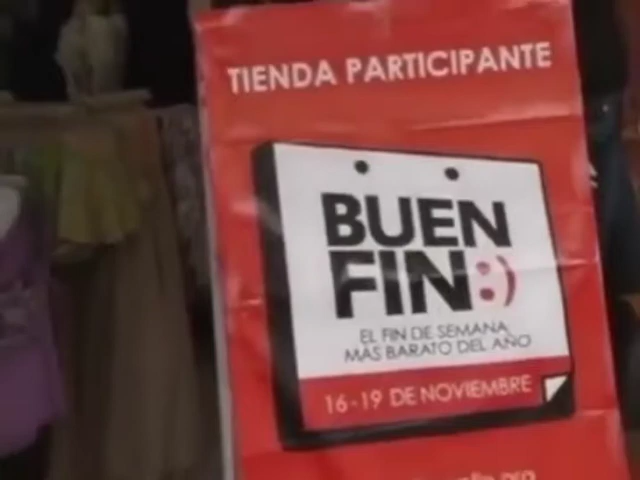 TIENDA PARTICIPANTE
BUEN
FIN:)
EL FIN DE SEMANA
MÁS BARATO DEL AÑO
16-19 DE NOVIEMBRE